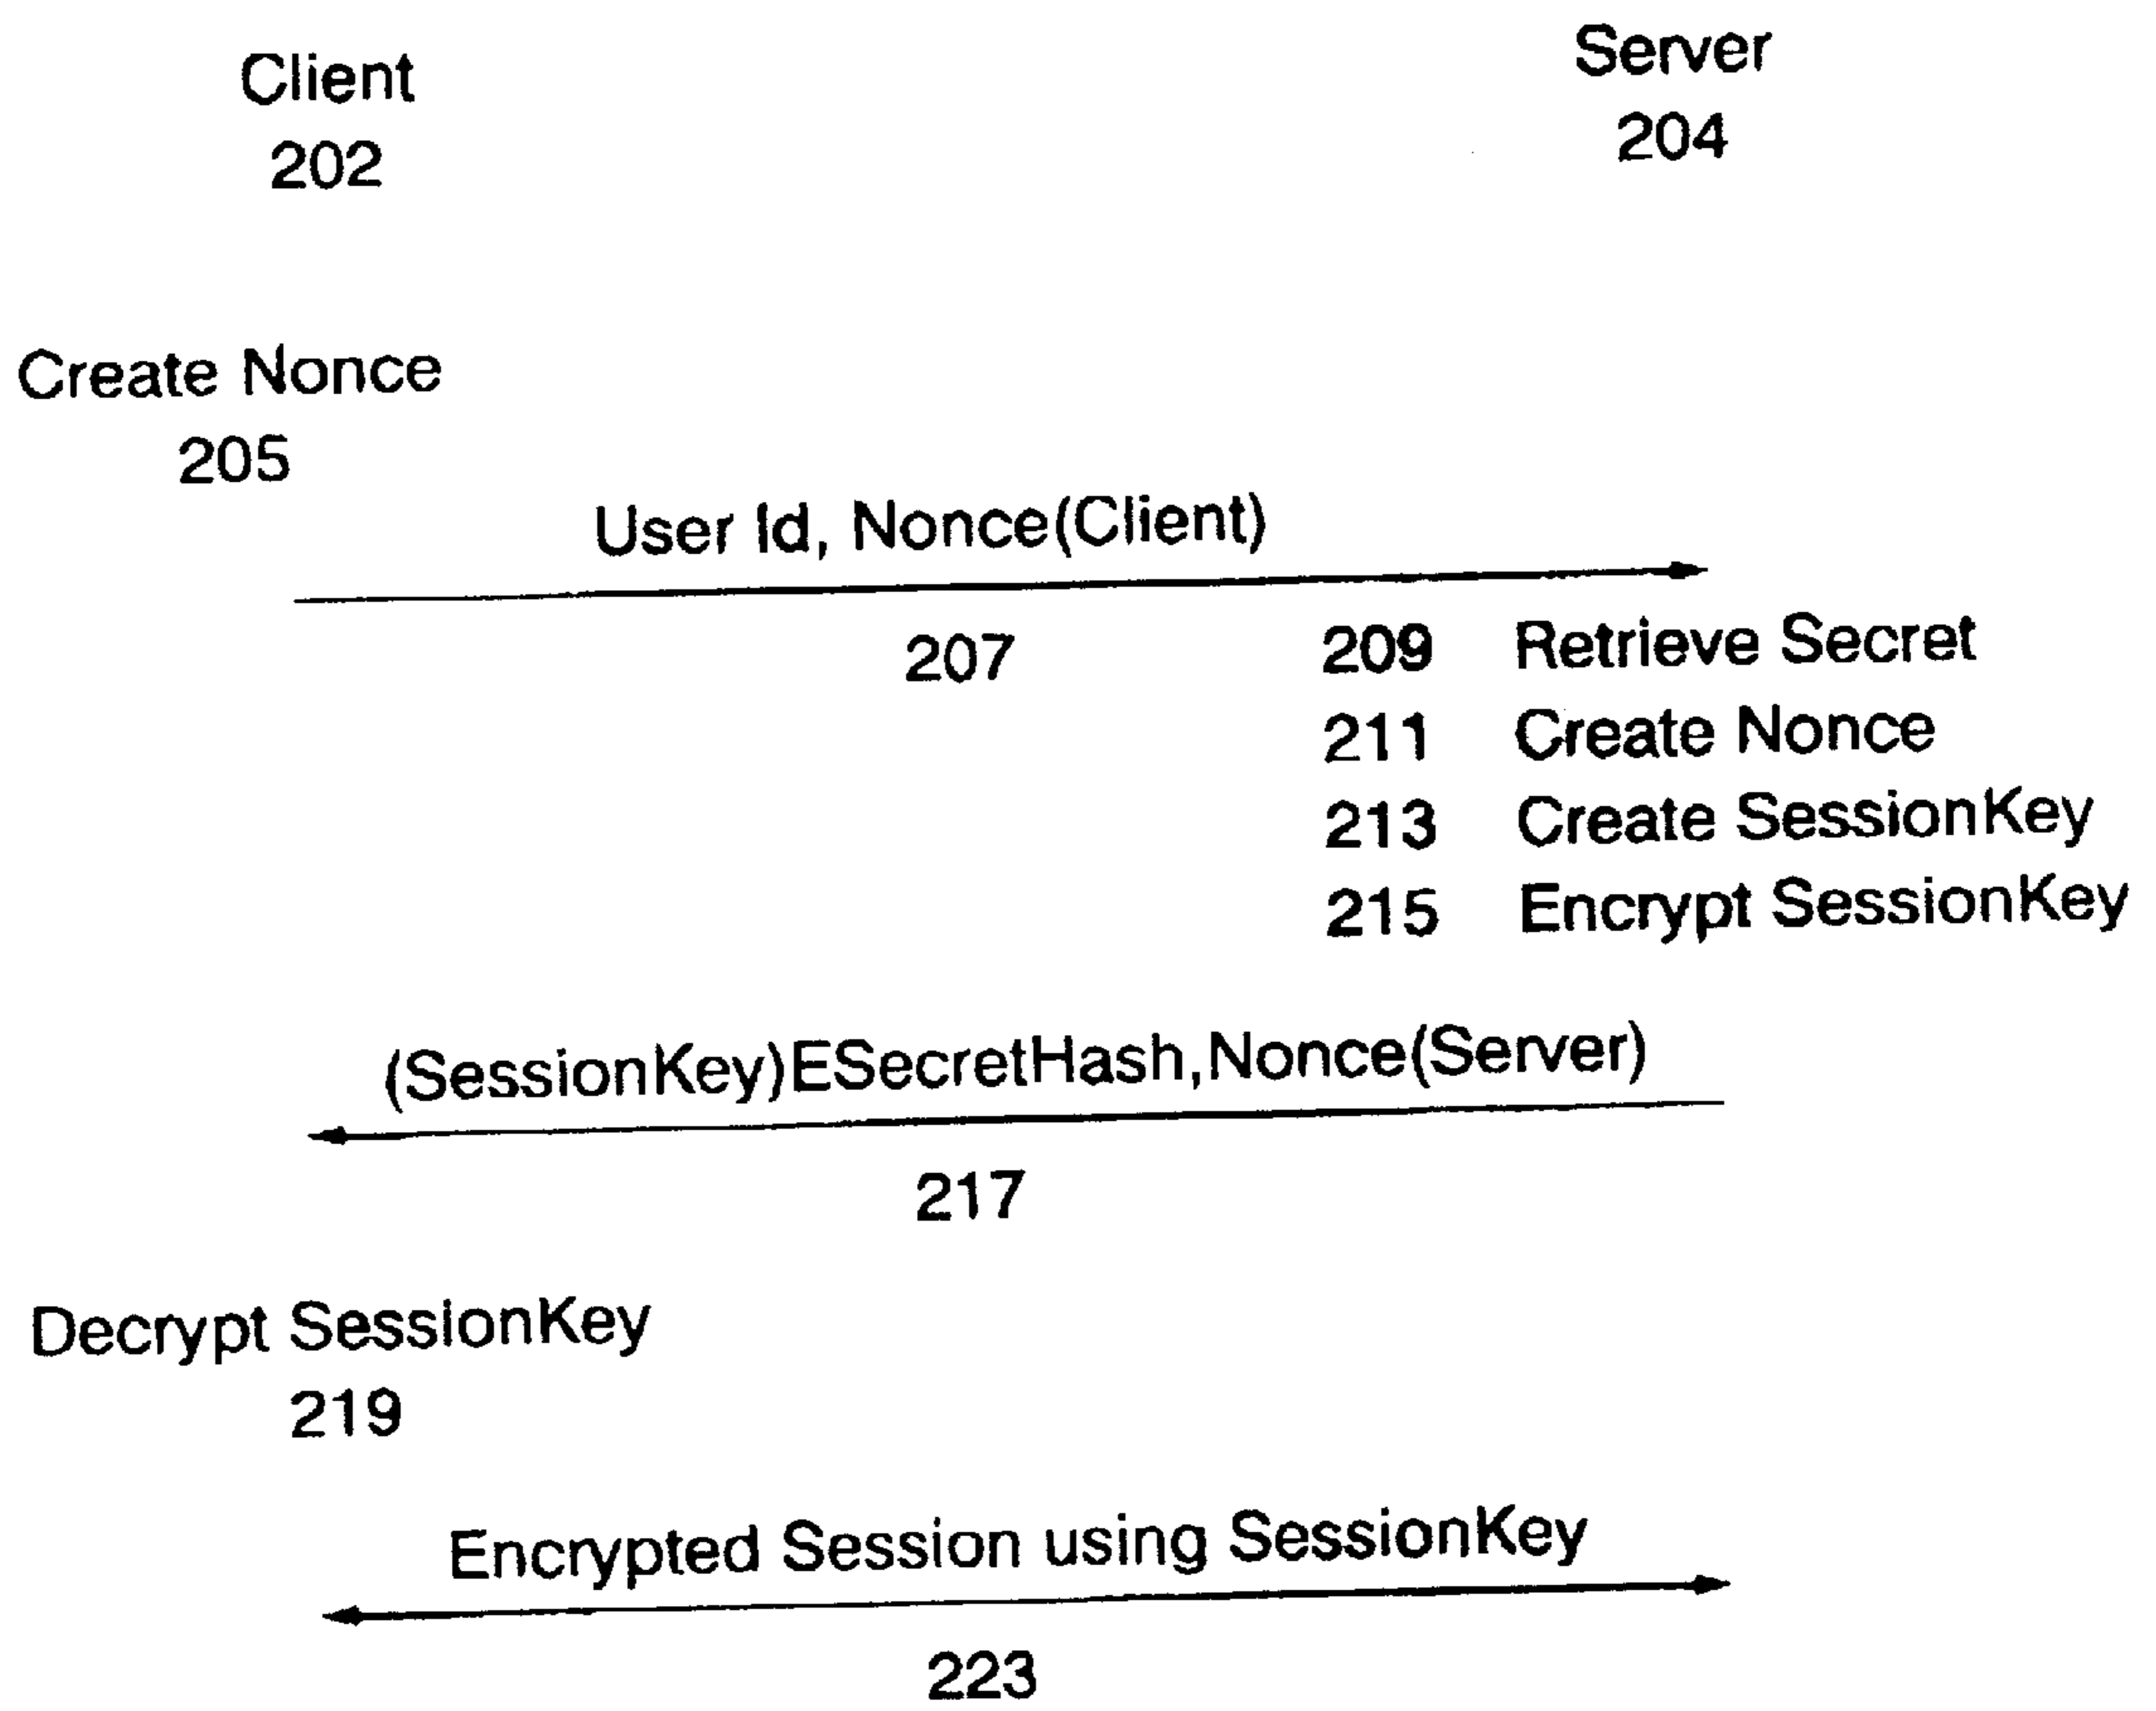 Client
202
Server
204
Create Nonce
205
User Id, Nonce(Client)
207
209 Retrieve Secret
211 Create Nonce
213 Create SessionKey
215 Encrypt SessionKey
(SessionKey)ESecretHash,Nonce(Server)
217
Decrypt SessionKey
219
Encrypted Session using SessionKey
223